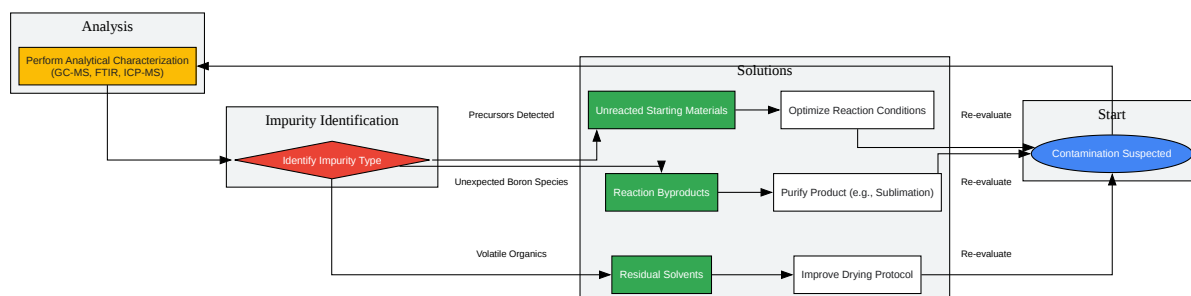 Analysis
Perform Analytical Characterization
(GC-MS, FTIR, ICP-MS)
Impurity Identification
Identify Impurity Type
Precursors Detected
Unexpected Boron Species
Volatile Organics
Solutions
Unreacted Starting Materials
Optimize Reaction Conditions
Reaction Byproducts
Purify Product (e.g., Sublimation)
Residual Solvents
Improve Drying Protocol
Re-evaluate
Re-evaluate
Re-evaluate
Start
Contamination Suspected